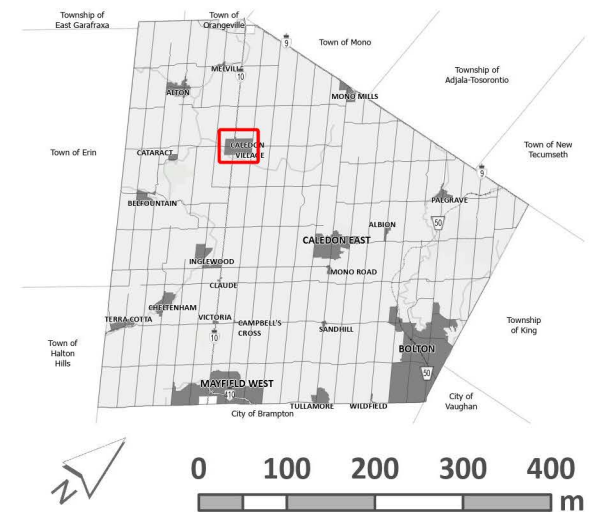 Township of
East Garafraxa
Town of
Orangeville
9
Town of Mono
Township of
Adjala-Tosorontio
MELVILLE
10
ALTON
MONO MILLS
CALEDON
VILLAGE
Town of Erin
CATARACT
Town of New
Tecumseth
9
BELFOUNTAIN
PALGRAVE
50
ALBION
CALEDON EAST
INGLEWOOD
MONO ROAD
CLAUDE
CHELTENHAM
TERRA COTTA
VICTORIA
CAMPBELL'S
CROSS
SANDHILL
10
Township
of King
Town of
Halton
Hills
BOLTON
50
MAYFIELD WEST
410
City of Brampton
TULLAMORE
WILDFIELD
City of
Vaughan
N
0 100 200 300 400
m